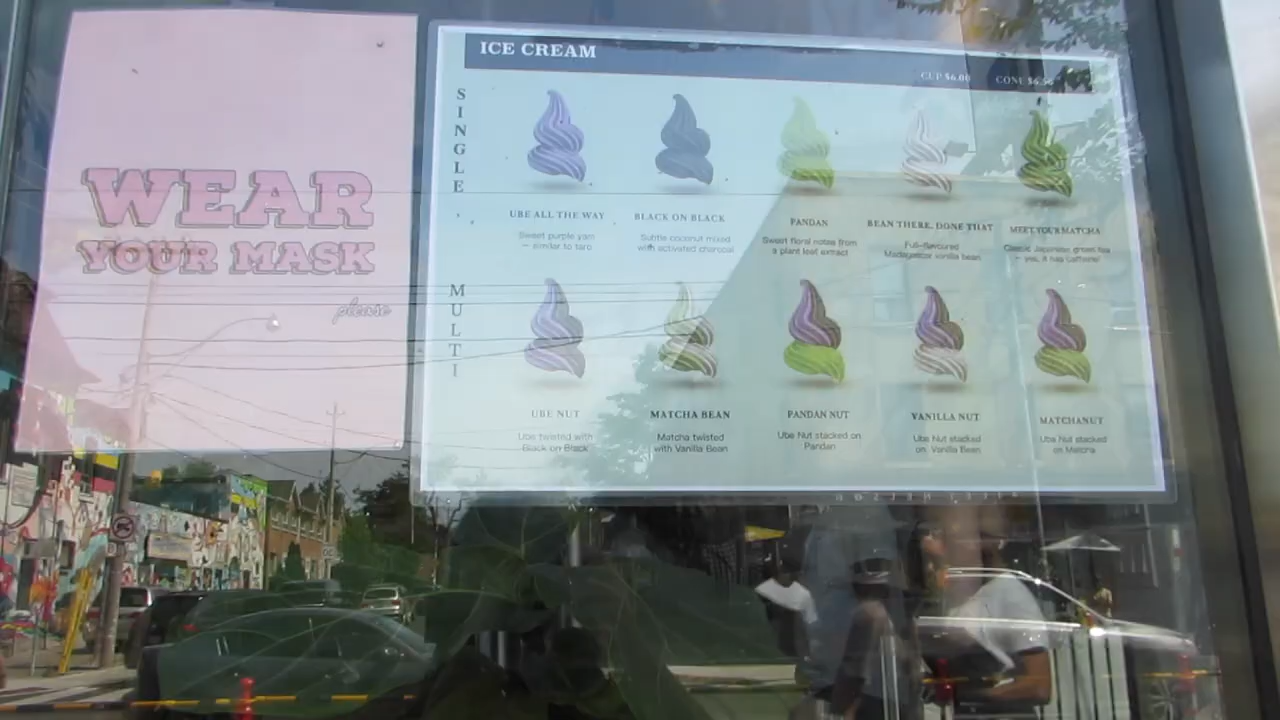 WEAR
YOUR MASK
please
ICE CREAM
CUP $6.00 CONE $6.50
SINGLE
UBE ALL THE WAY
Sweet purple yam
– similar to taro
BLACK ON BLACK
Subtle coconut mixed
with activated charcoal
PANDAN
Sweet floral notes from
a plant leaf extract
BEAN THERE, DONE THAT
Full-flavoured
Madagascar vanilla bean
MEET YOUR MATCHA
Classic Japanese green tea
– yes, it has caffeine!
MULTI
UBE NUT
Ube twisted with
Black on Black
MATCHA BEAN
Matcha twisted
with Vanilla Bean
PANDAN NUT
Ube Nut stacked on
Pandan
VANILLA NUT
Ube Nut stacked
on Vanilla Bean
MATCHANUT
Ube Nut stacked
on Matcha